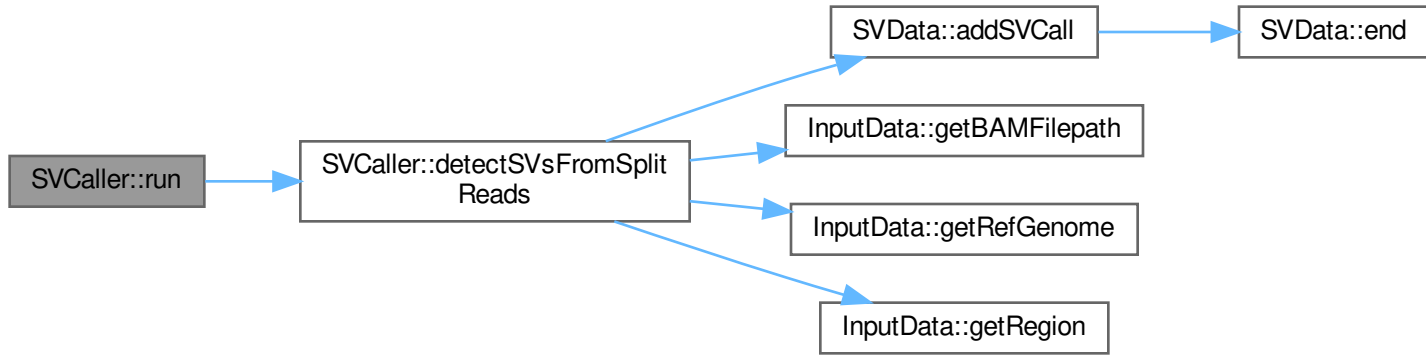 SVCaller::run
SVCaller::detectSVsFromSplit
Reads
SVData::addSVCall
SVData::end
InputData::getBAMFilepath
InputData::getRefGenome
InputData::getRegion